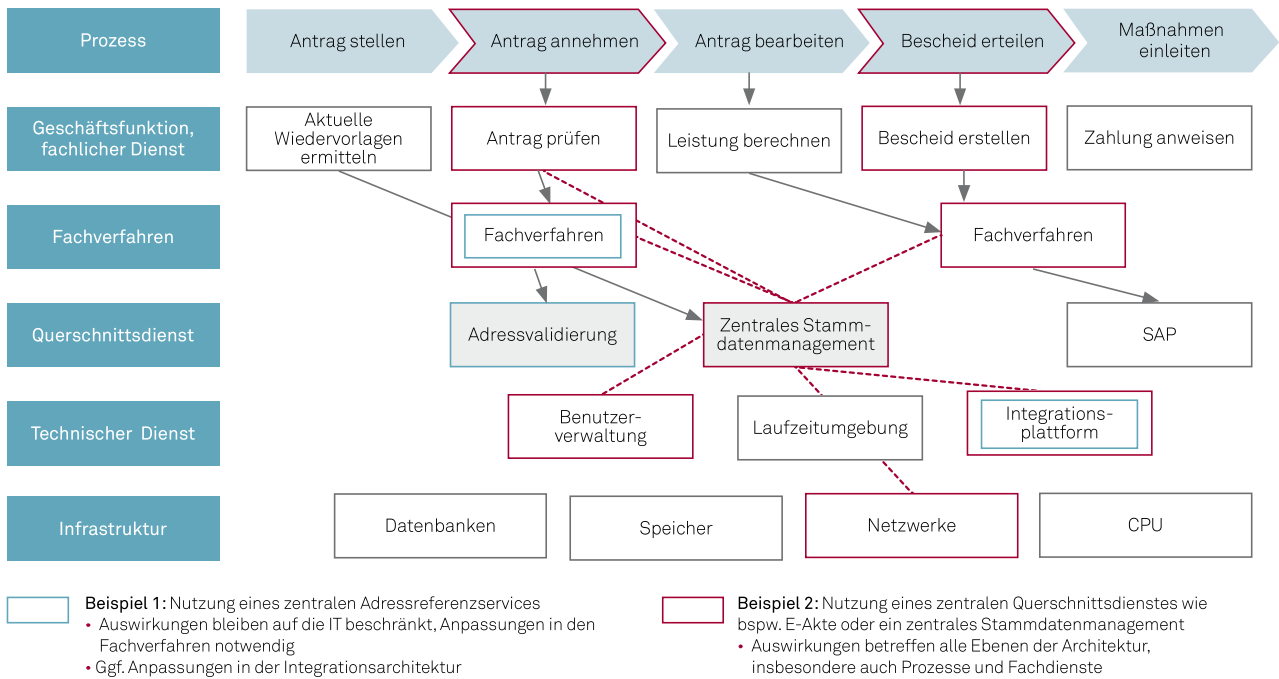 Prozess
Antrag stellen
Antrag annehmen
Antrag bearbeiten
Bescheid erteilen
Maßnahmen
einleiten
Geschäftsfunktion,
fachlicher Dienst
Aktuelle
Wiedervorlagen
ermitteln
Antrag prüfen
Leistung berechnen
Bescheid erstellen
Zahlung anweisen
Fachverfahren
Fachverfahren
Fachverfahren
Querschnittsdienst
Adressvalidierung
Zentrales Stamm-
datenmanagement
SAP
Technischer Dienst
Benutzer-
verwaltung
Laufzeitumgebung
Integrations-
plattform
Infrastruktur
Datenbanken
Speicher
Netzwerke
CPU
Beispiel 1: Nutzung eines zentralen Adressreferenzservices
• Auswirkungen bleiben auf die IT beschränkt, Anpassungen in den
Fachverfahren notwendig
• Ggf. Anpassungen in der Integrationsarchitektur
Beispiel 2: Nutzung eines zentralen Querschnittsdienstes wie
bspw. E-Akte oder ein zentrales Stammdatenmanagement
• Auswirkungen betreffen alle Ebenen der Architektur,
insbesondere auch Prozesse und Fachdienste